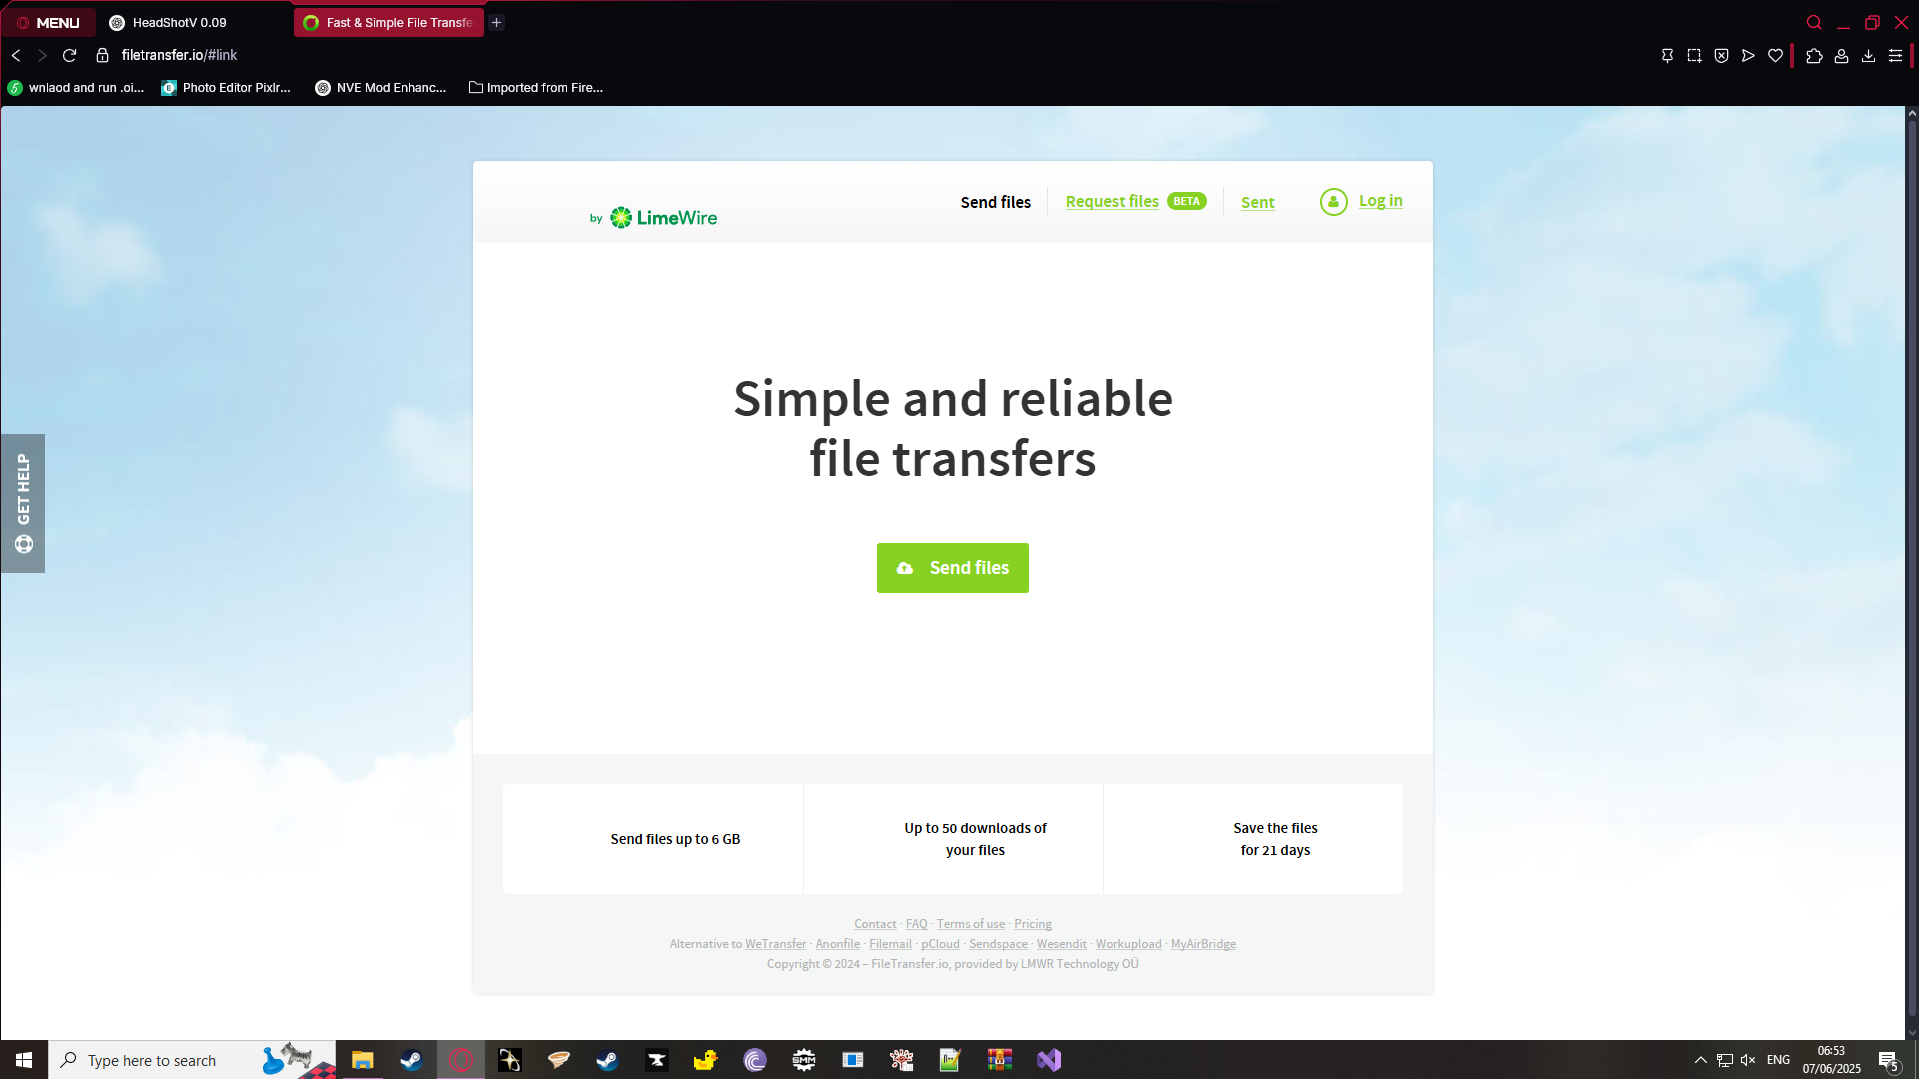 MENU
HeadShotV 0.09
Fast & Simple File Transfe
filetransfer.io/#link
wnlaod and run .oi...
Photo Editor Pixlr...
NVE Mod Enhanc...
Imported from Fire...
by LimeWire
Send files
Request files BETA
Sent
Log in
Simple and reliable
file transfers
GET HELP
Send files
Send files up to 6 GB
Up to 50 downloads of
your files
Save the files
for 21 days
Contact · FAQ · Terms of use · Pricing
Alternative to WeTransfer · Anonfile · Filemail · pCloud · Sendspace · Wesendit · Workupload · MyAirBridge
Copyright © 2024 – FileTransfer.io, provided by LMWR Technology OÜ
Type here to search
SMM
ENG
06:53
07/06/2025
5